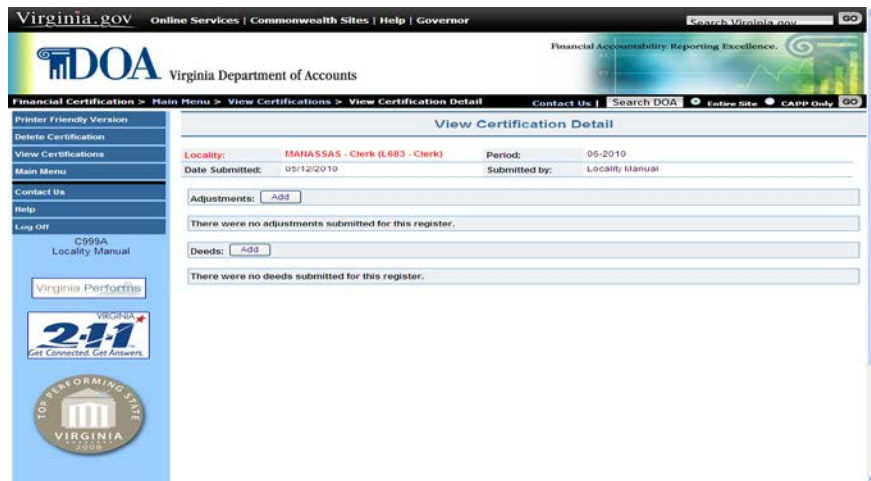 Virginia.gov Online Services | Commonwealth Sites | Help | Governor Search Virginia.gov GO
Financial Accountability. Reporting Excellence.
DOA Virginia Department of Accounts
Financial Certification > Main Menu > View Certifications > View Certification Detail Contact Us | Search DOA Entire Site CAPP Only GO
Printer Friendly Version
Delete Certification
View Certifications
Main Menu
Contact Us
Help
Log Off
C999A
Locality Manual
Virginia Performs
VIRGINIA
2-1-1
Get Connected. Get Answers.
TOP PERFORMING STATE
VIRGINIA
2008
View Certification Detail
Locality: MANASSAS - Clerk (L683 - Clerk) Period: 06-2010
Date Submitted: 05/12/2010 Submitted by: Locality Manual
Adjustments: Add
There were no adjustments submitted for this register.
Deeds: Add
There were no deeds submitted for this register.